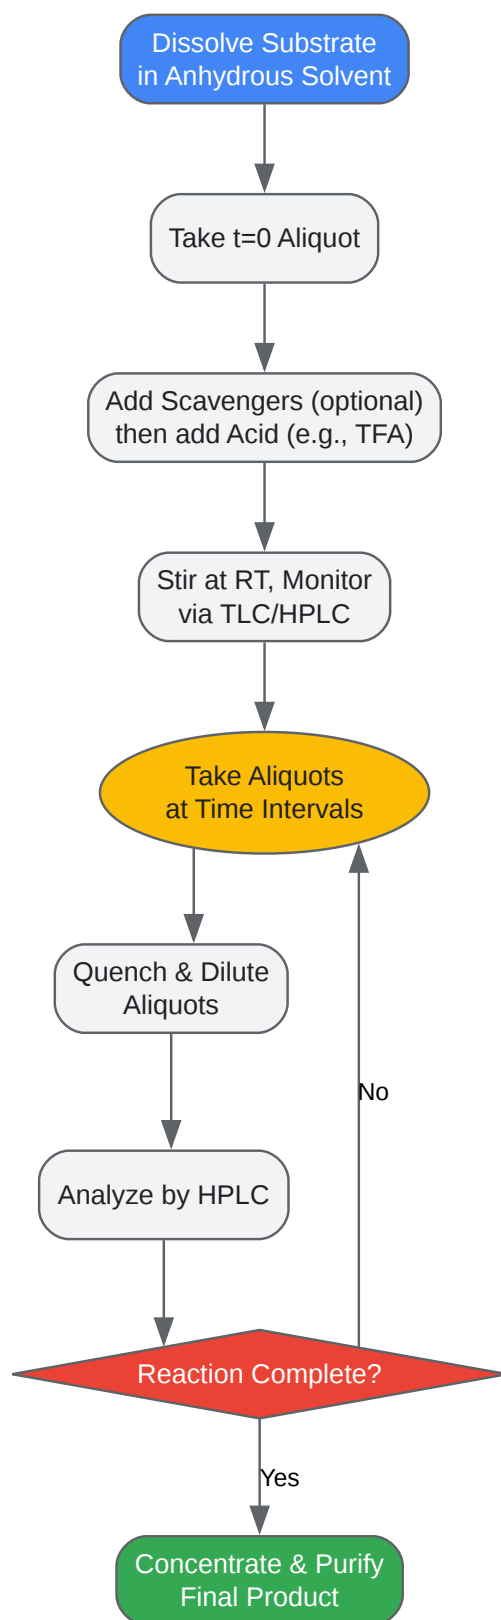 Dissolve Substrate
in Anhydrous Solvent
Take t=0 Aliquot
Add Scavengers (optional)
then add Acid (e.g., TFA)
Stir at RT, Monitor
via TLC/HPLC
Take Aliquots
at Time Intervals
Quench & Dilute
Aliquots
No
Analyze by HPLC
Reaction Complete?
Yes
Concentrate & Purify
Final Product